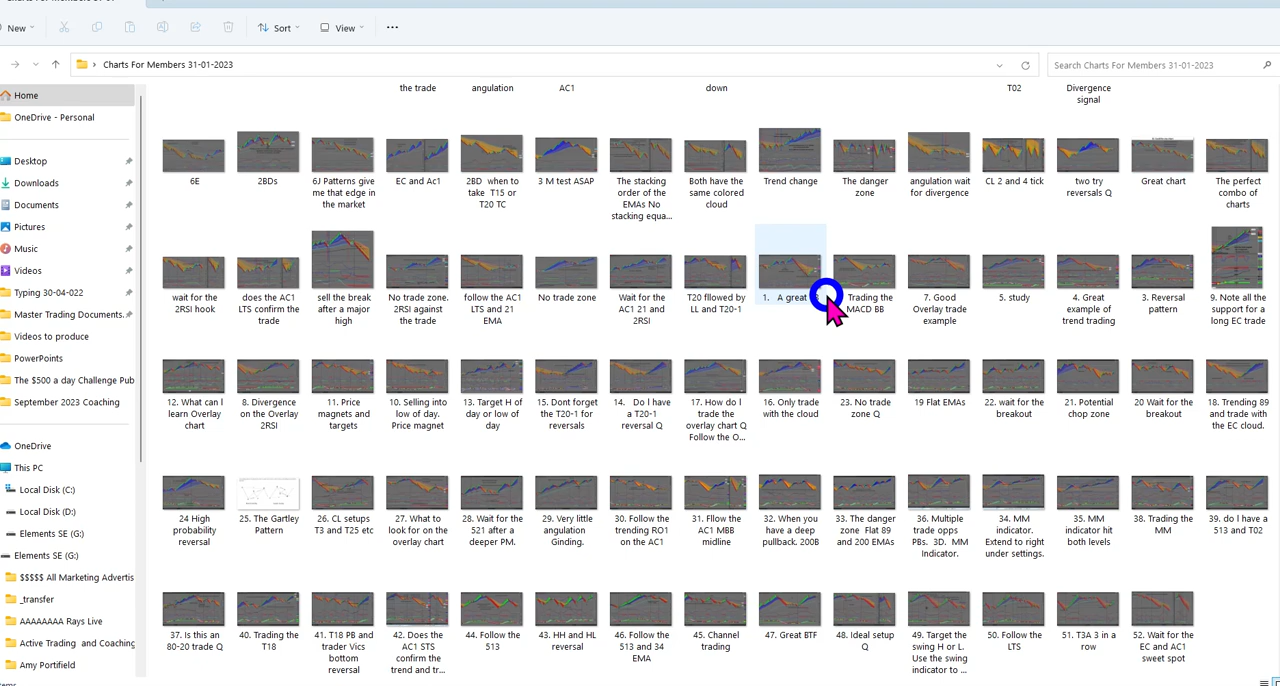 New
Sort
View
Charts For Members 31-01-2023
Search Charts For Members 31-01-2023
Home
OneDrive - Personal
Desktop
Downloads
Documents
Pictures
Music
Videos
Typing 30-04-022
Master Trading Documents.
Videos to produce
PowerPoints
The $500 a day Challenge Pub
September 2023 Coaching
OneDrive
This PC
Local Disk (C:)
Local Disk (D:)
Elements SE (G:)
Elements SE (G:)
$$$$$ All Marketing Advertis
_transfer
AAAAAAA Rays Live
Active Trading and Coaching
Amy Portifield
the trade
angulation
AC1
down
T02
Divergence
signal
6E
2BDs
6J Patterns give
me that edge in
the market
EC and Ac1
2BD when to
take T15 or
T20 TC
3 M test ASAP
The stacking
order of the
EMAs No
stacking equa...
Both have the
same colored
cloud
Trend change
The danger
zone
angulation wait
for divergence
CL 2 and 4 tick
two try
reversals Q
Great chart
The perfect
combo of
charts
wait for the
2RSI hook
does the AC1
LTS confirm the
trade
sell the break
after a major
high
No trade zone.
2RSI against
the trade
follow the AC1
LTS and 21
EMA
No trade zone
Wait for the
AC1 21 and
2RSI
T20 fllowed by
LL and T20-1
1. A great
Trading the
MACD BB
7. Good
Overlay trade
example
5. study
4. Great
example of
trend trading
3. Reversal
pattern
9. Note all the
support for a
long EC trade
12. What can I
learn Overlay
chart
8. Divergence
on the Overlay
2RSI
11. Price
magnets and
targets
10. Selling into
low of day.
Price magnet
13. Target H of
day or low of
day
15. Dont forget
the T20-1 for
reversals
14. Do I have
a T20-1
reversal Q
17. How do I
trade the
overlay chart Q
Follow the O...
16. Only trade
with the cloud
23. No trade
zone Q
19 Flat EMAs
22. wait for the
breakout
21. Potential
chop zone
20 Wait for the
breakout
18. Trending 89
and trade with
the EC cloud.
24 High
probability
reversal
25. The Gartley
Pattern
26. CL setups
T3 and T25 etc
27. What to
look for on the
overlay chart
28. Wait for the
521 after a
deeper PM.
29. Very little
angulation
Ginding.
30. Follow the
trending RO1
on the AC1
31. Fllow the
AC1 MBB
midline
32. When you
have a deep
pullback. 200B
33. The danger
zone Flat 89
and 200 EMAs
36. Multiple
trade opps
PBs. 3D. MM
Indicator.
34. MM
indicator.
Extend to right
under settings.
35. MM
indicator hit
both levels
38. Trading the
MM
39. do I have a
513 and T02
37. Is this an
80-20 trade Q
40. Trading the
T18
41. T18 PB and
trader Vics
bottom
reversal
42. Does the
AC1 STS
confirm the
trend and tr...
44. Follow the
513
43. HH and HL
reversal
46. Follow the
513 and 34
EMA
45. Channel
trading
47. Great BTF
48. Ideal setup
Q
49. Target the
swing H or L.
Use the swing
indicator to ...
50. Follow the
LTS
51. T3A 3 in a
row
52. Wait for the
EC and AC1
sweet spot